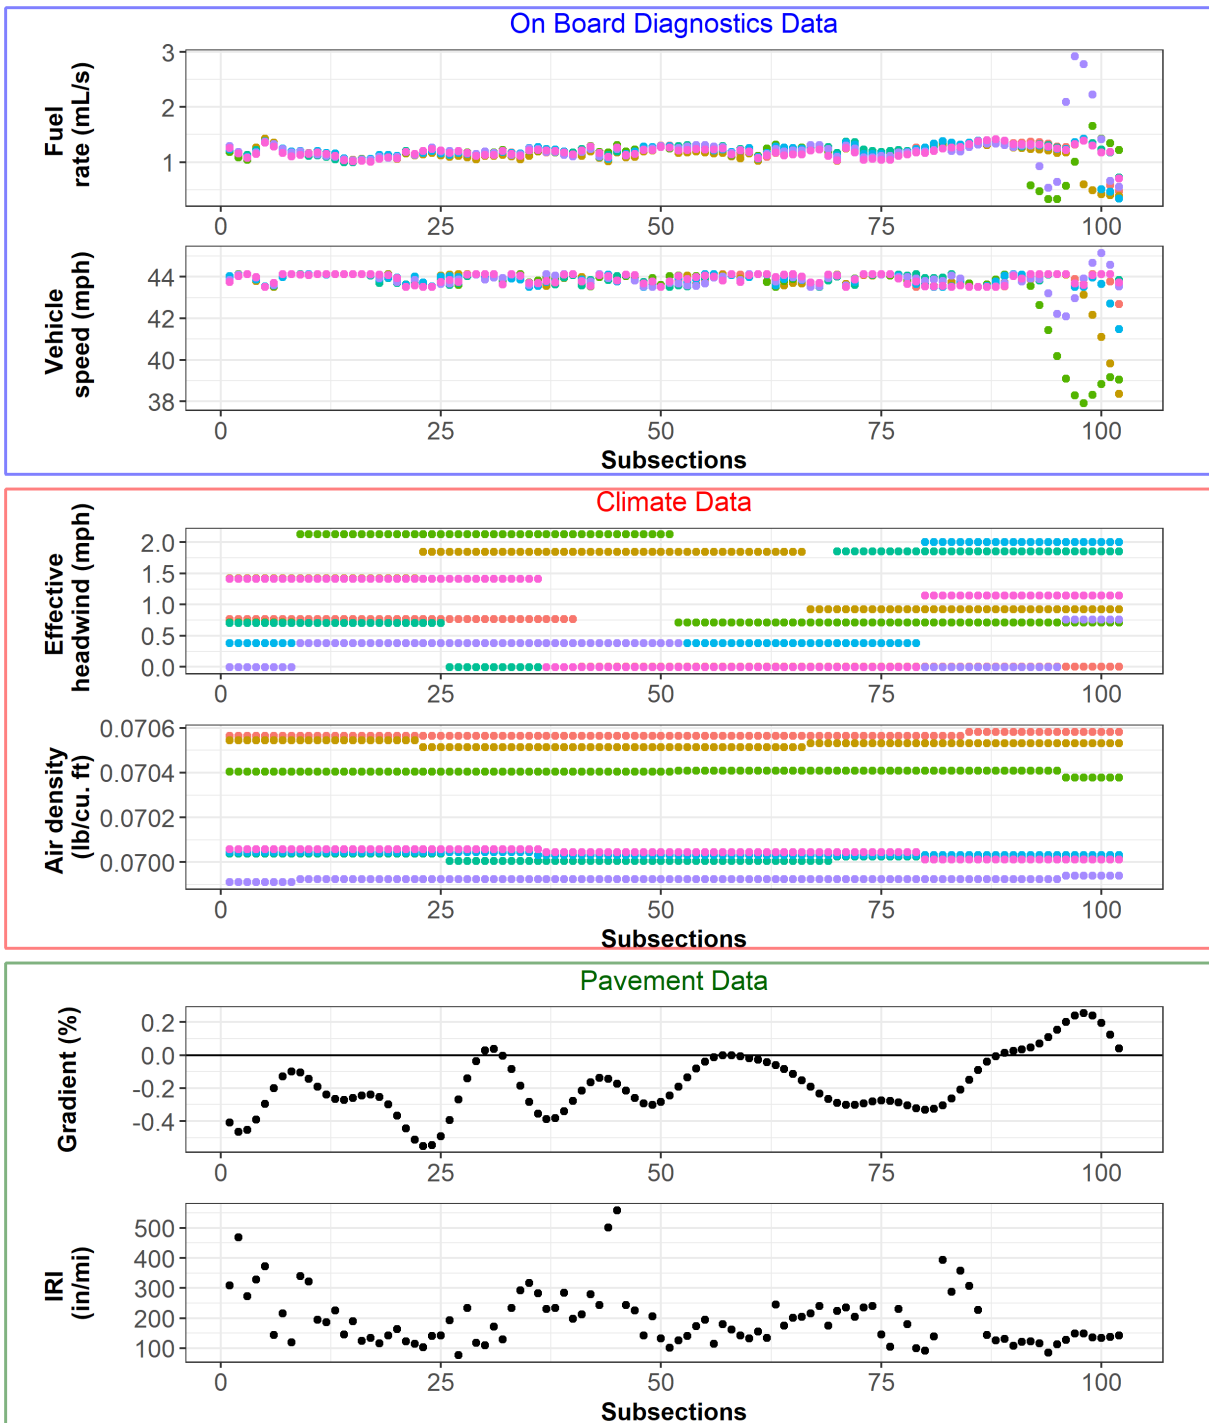 On Board Diagnostics Data
Fuel
rate (mL/s)
3
2
1
0 25 50 75 100
Vehicle
speed (mph)
44
42
40
38
0 25 50 75 100
Subsections
Climate Data
Effective
headwind (mph)
2.0
1.5
1.0
0.5
0.0
0 25 50 75 100
Air density
(lb/cu. ft)
0.0706
0.0704
0.0702
0.0700
0 25 50 75 100
Subsections
Pavement Data
Gradient (%)
0.2
0.0
-0.2
-0.4
0 25 50 75 100
IRI
(in/mi)
500
400
300
200
100
0 25 50 75 100
Subsections